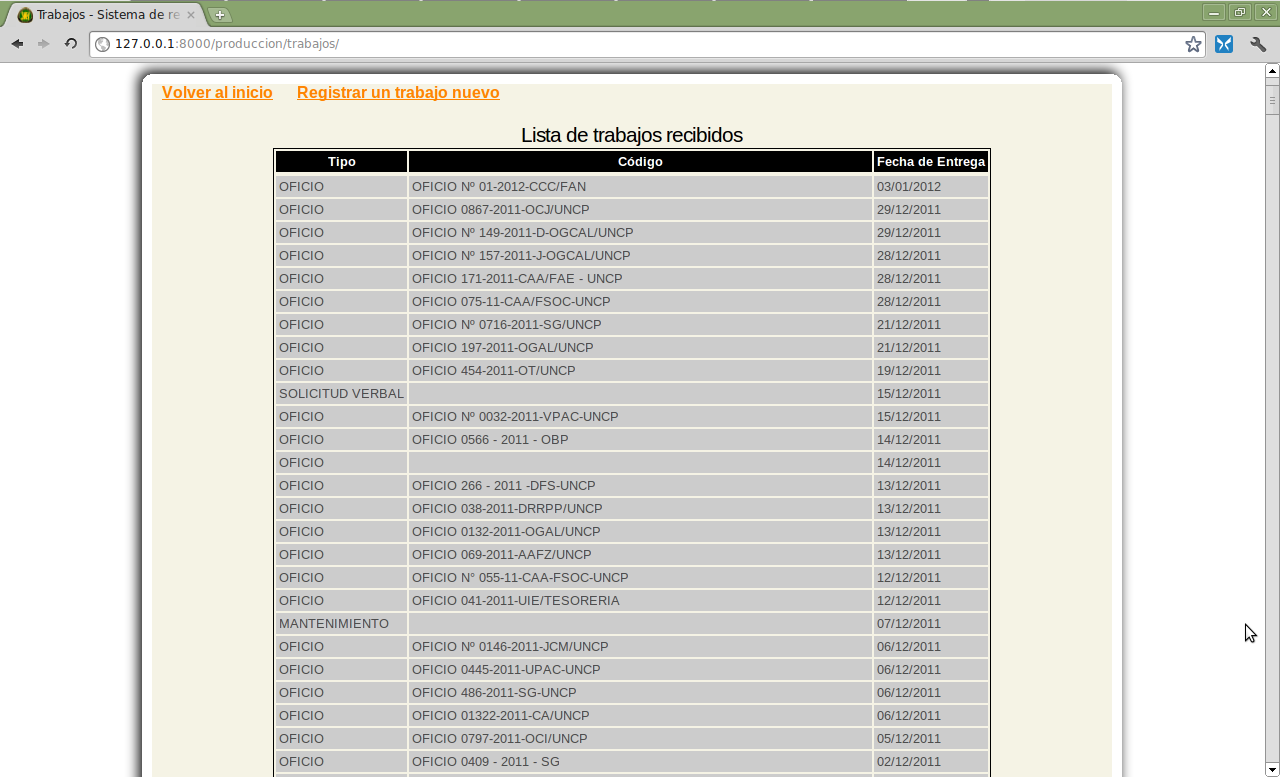 Trabajos - Sistema de re
127.0.0.1:8000/produccion/trabajos/
Volver al inicio Registrar un trabajo nuevo
Lista de trabajos recibidos
Tipo Código Fecha de Entrega
OFICIO OFICIO Nº 01-2012-CCC/FAN 03/01/2012
OFICIO OFICIO 0867-2011-OCJ/UNCP 29/12/2011
OFICIO OFICIO Nº 149-2011-D-OGCAL/UNCP 29/12/2011
OFICIO OFICIO Nº 157-2011-J-OGCAL/UNCP 28/12/2011
OFICIO OFICIO 171-2011-CAA/FAE - UNCP 28/12/2011
OFICIO OFICIO 075-11-CAA/FSOC-UNCP 28/12/2011
OFICIO OFICIO Nº 0716-2011-SG/UNCP 21/12/2011
OFICIO OFICIO 197-2011-OGAL/UNCP 21/12/2011
OFICIO OFICIO 454-2011-OT/UNCP 19/12/2011
SOLICITUD VERBAL 15/12/2011
OFICIO OFICIO Nº 0032-2011-VPAC-UNCP 15/12/2011
OFICIO OFICIO 0566 - 2011 - OBP 14/12/2011
OFICIO 14/12/2011
OFICIO OFICIO 266 - 2011 -DFS-UNCP 13/12/2011
OFICIO OFICIO 038-2011-DRRPP/UNCP 13/12/2011
OFICIO OFICIO 0132-2011-OGAL/UNCP 13/12/2011
OFICIO OFICIO 069-2011-AAFZ/UNCP 13/12/2011
OFICIO OFICIO N° 055-11-CAA-FSOC-UNCP 12/12/2011
OFICIO OFICIO 041-2011-UIE/TESORERIA 12/12/2011
MANTENIMIENTO 07/12/2011
OFICIO OFICIO Nº 0146-2011-JCM/UNCP 06/12/2011
OFICIO OFICIO 0445-2011-UPAC-UNCP 06/12/2011
OFICIO OFICIO 486-2011-SG-UNCP 06/12/2011
OFICIO OFICIO 01322-2011-CA/UNCP 06/12/2011
OFICIO OFICIO 0797-2011-OCI/UNCP 05/12/2011
OFICIO OFICIO 0409 - 2011 - SG 02/12/2011